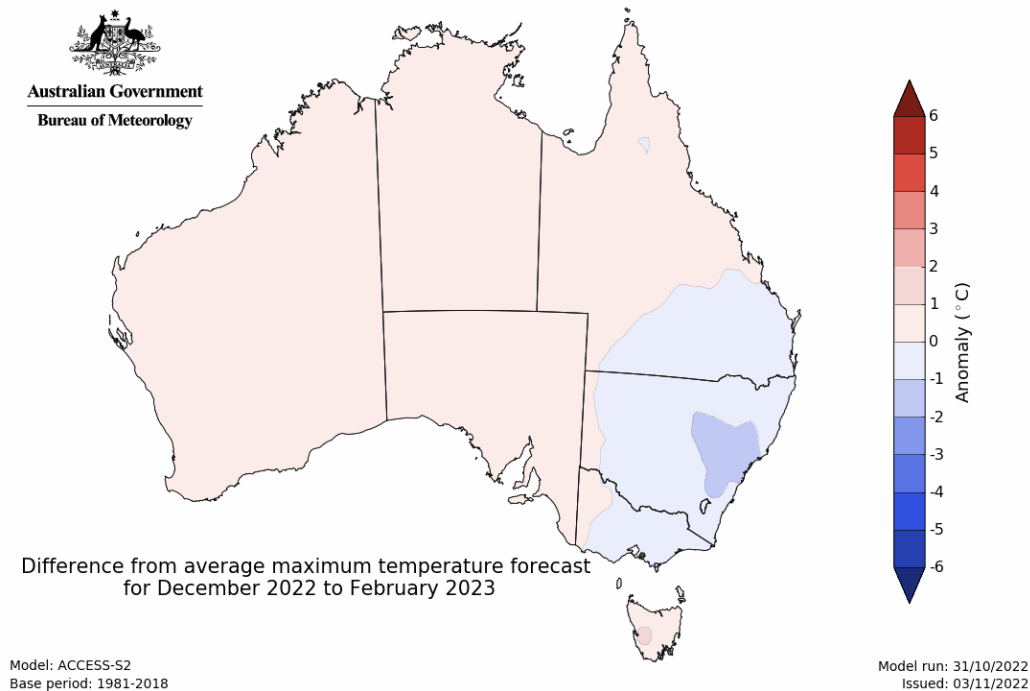 Australian Government
Bureau of Meteorology
6
5
4
3
2
1
0
-1
-2
-3
-4
-5
-6
Anomaly (°C)
Difference from average maximum temperature forecast
for December 2022 to February 2023
Model: ACCESS-S2
Base period: 1981-2018
Model run: 31/10/2022
Issued: 03/11/2022